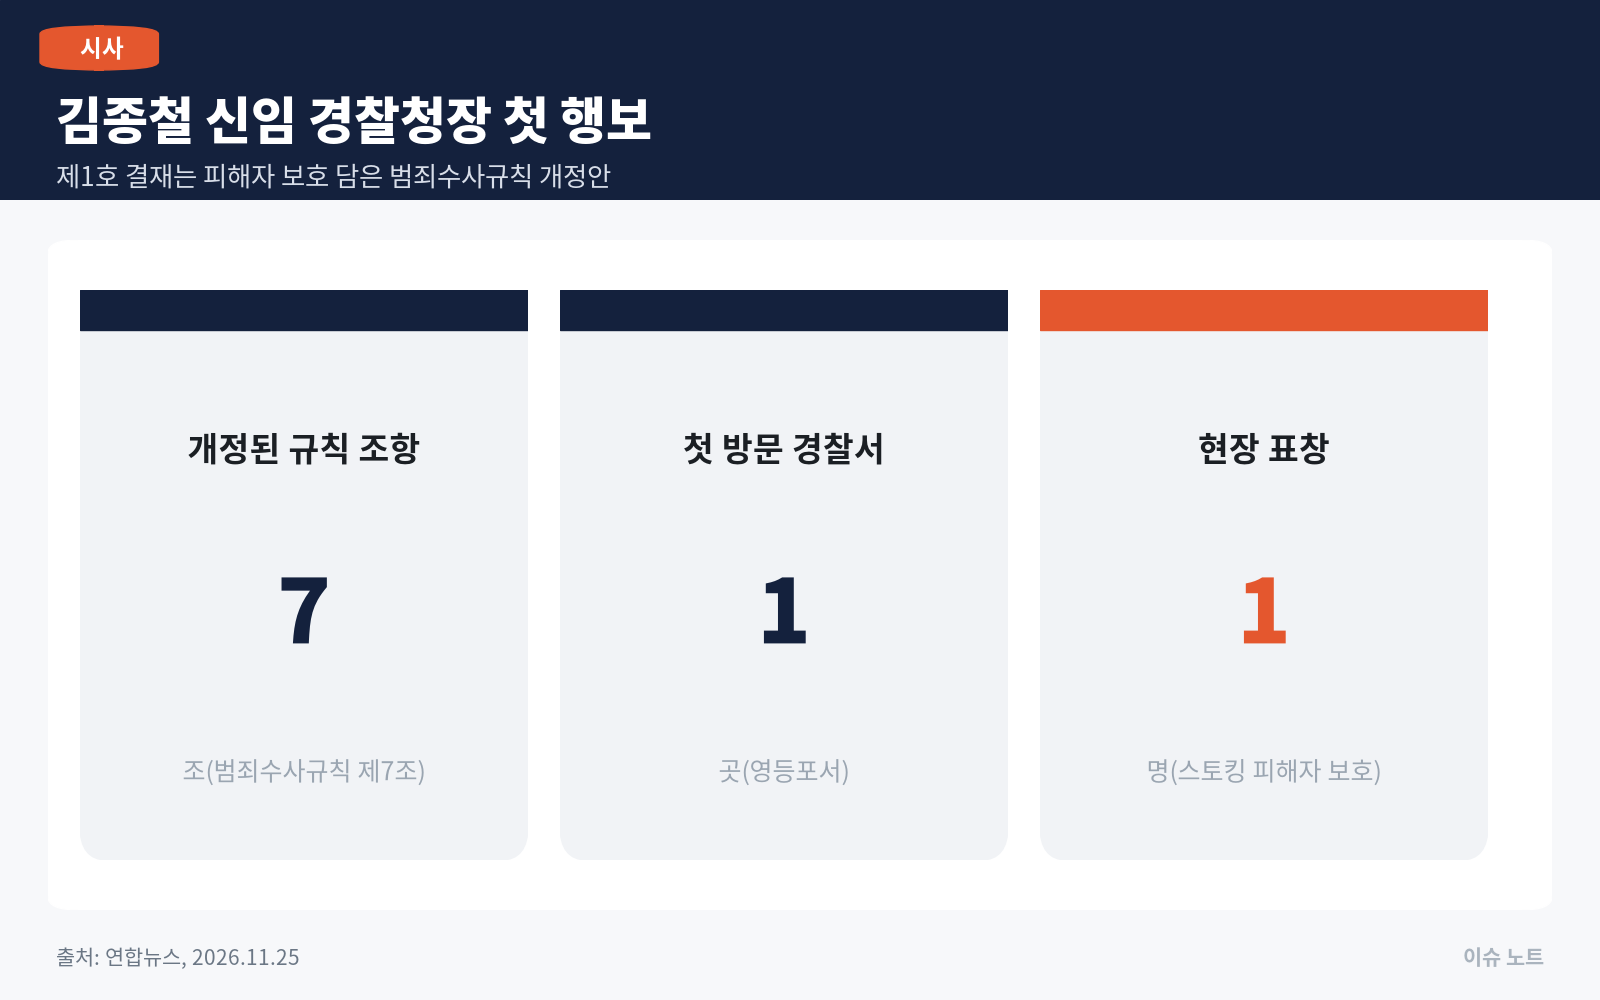 시사
김종철 신임 경찰청장 첫 행보
제1호 결재는 피해자 보호 담은 범죄수사규칙 개정안
개정된 규칙 조항
7
조(범죄수사규칙 제7조)
첫 방문 경찰서
1
곳(영등포서)
현장 표창
1
명(스토킹 피해자 보호)
출처: 연합뉴스, 2026.11.25
이슈 노트